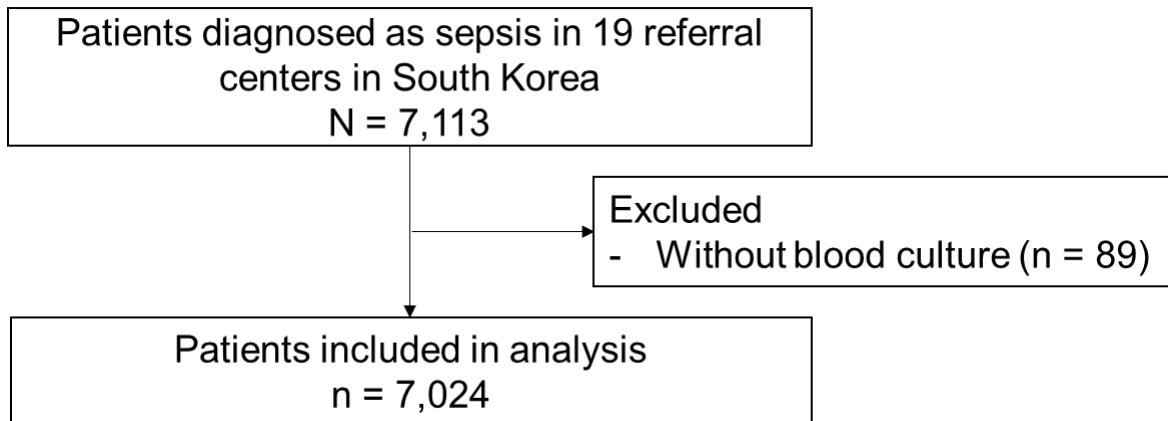 Patients diagnosed as sepsis in 19 referral
centers in South Korea
N = 7,113
Excluded
- Without blood culture (n = 89)
Patients included in analysis
n = 7,024